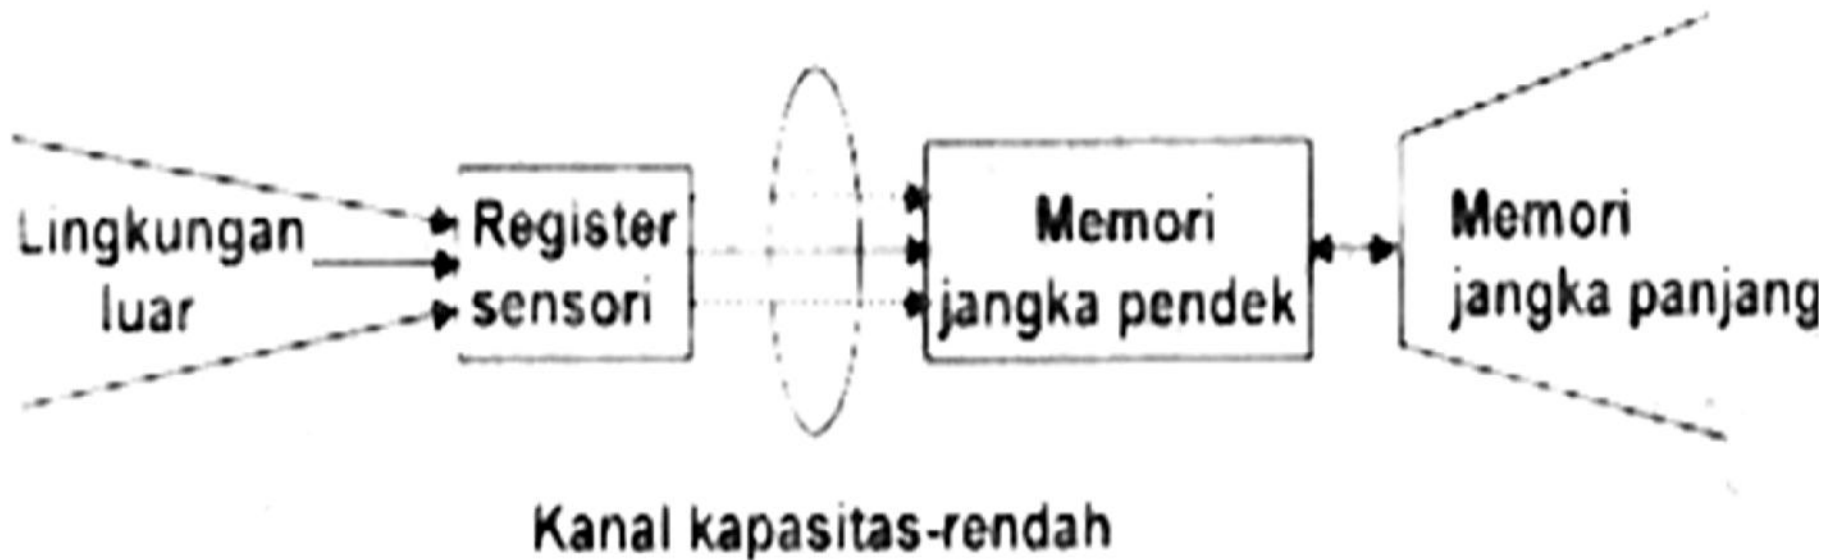 Lingkungan
luar
Register
sensori
Memori
jangka pendek
Memori
jangka panjang
Kanal kapasitas-rendah